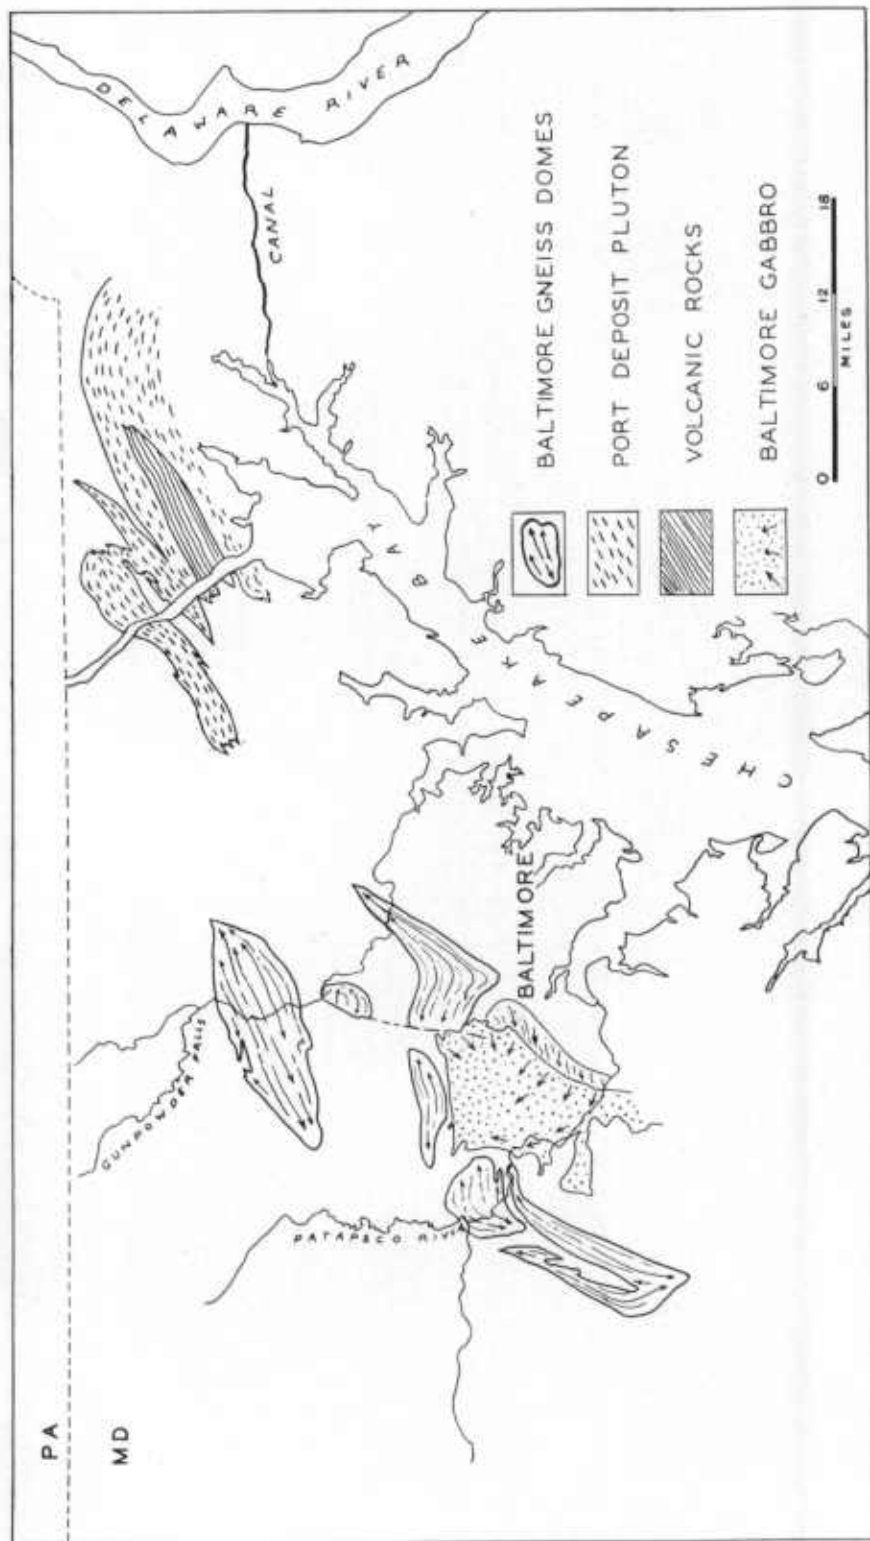 PA
MD
GUNPOWDER FALLS
PATAPSCO RIVER
BALTIMORE
CHESAPEAKE BAY
DELAWARE RIVER
CANAL
BALTIMORE GNEISS DOMES
PORT DEPOSIT PLUTON
VOLCANIC ROCKS
BALTIMORE GABBRO
0 6 12 18
MILES